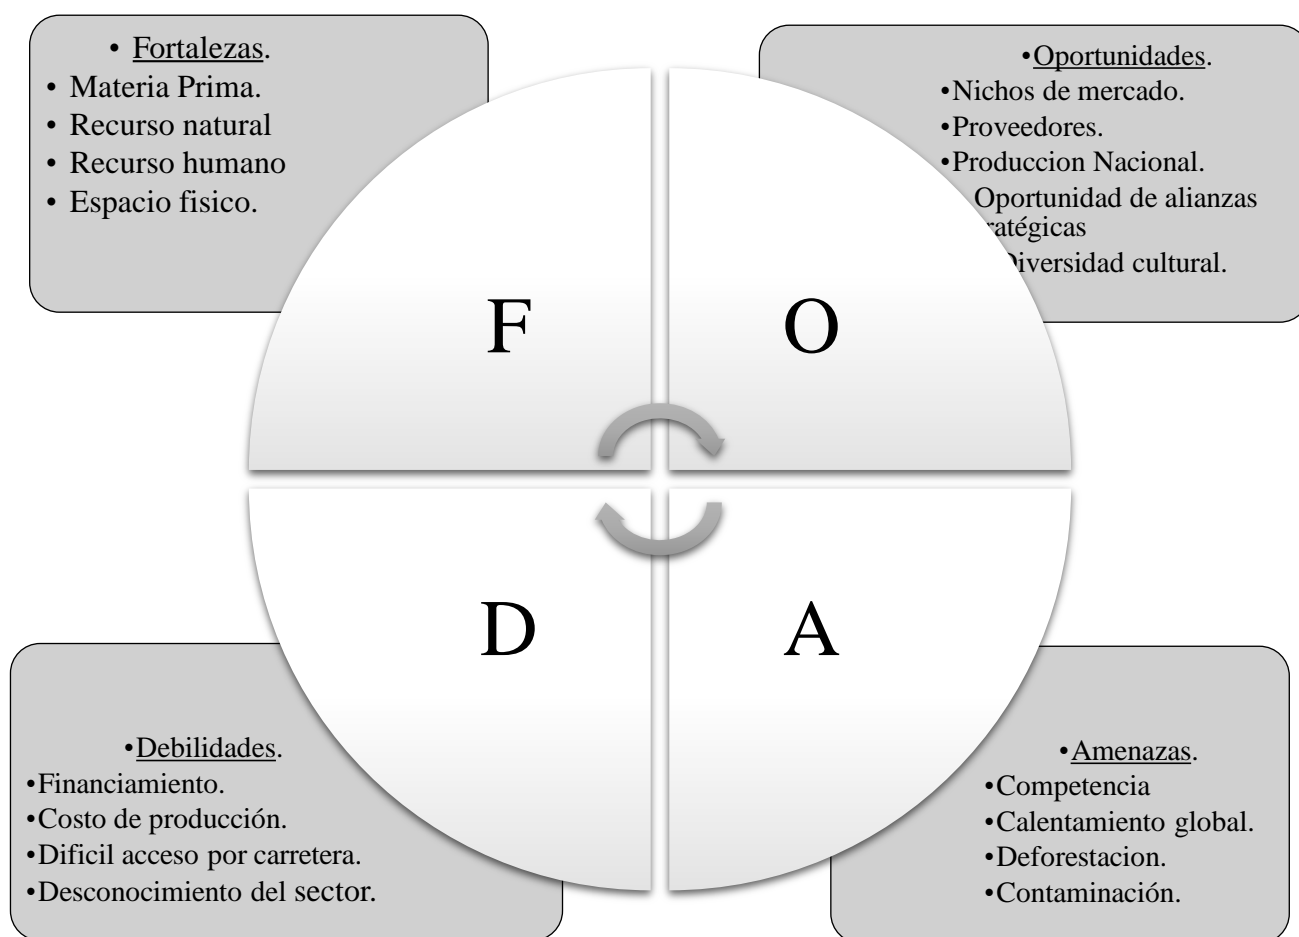 • Fortalezas.
• Materia Prima.
• Recurso natural
• Recurso humano
• Espacio fisico.
•Oportunidades.
•Nichos de mercado.
•Proveedores.
•Produccion Nacional.
Oportunidad de alianzas
ratégicas
Diversidad cultural.
F
O
D
A
•Debilidades.
•Financiamiento.
•Costo de producción.
•Dificil acceso por carretera.
•Desconocimiento del sector.
•Amenazas.
•Competencia
•Calentamiento global.
•Deforestacion.
•Contaminación.